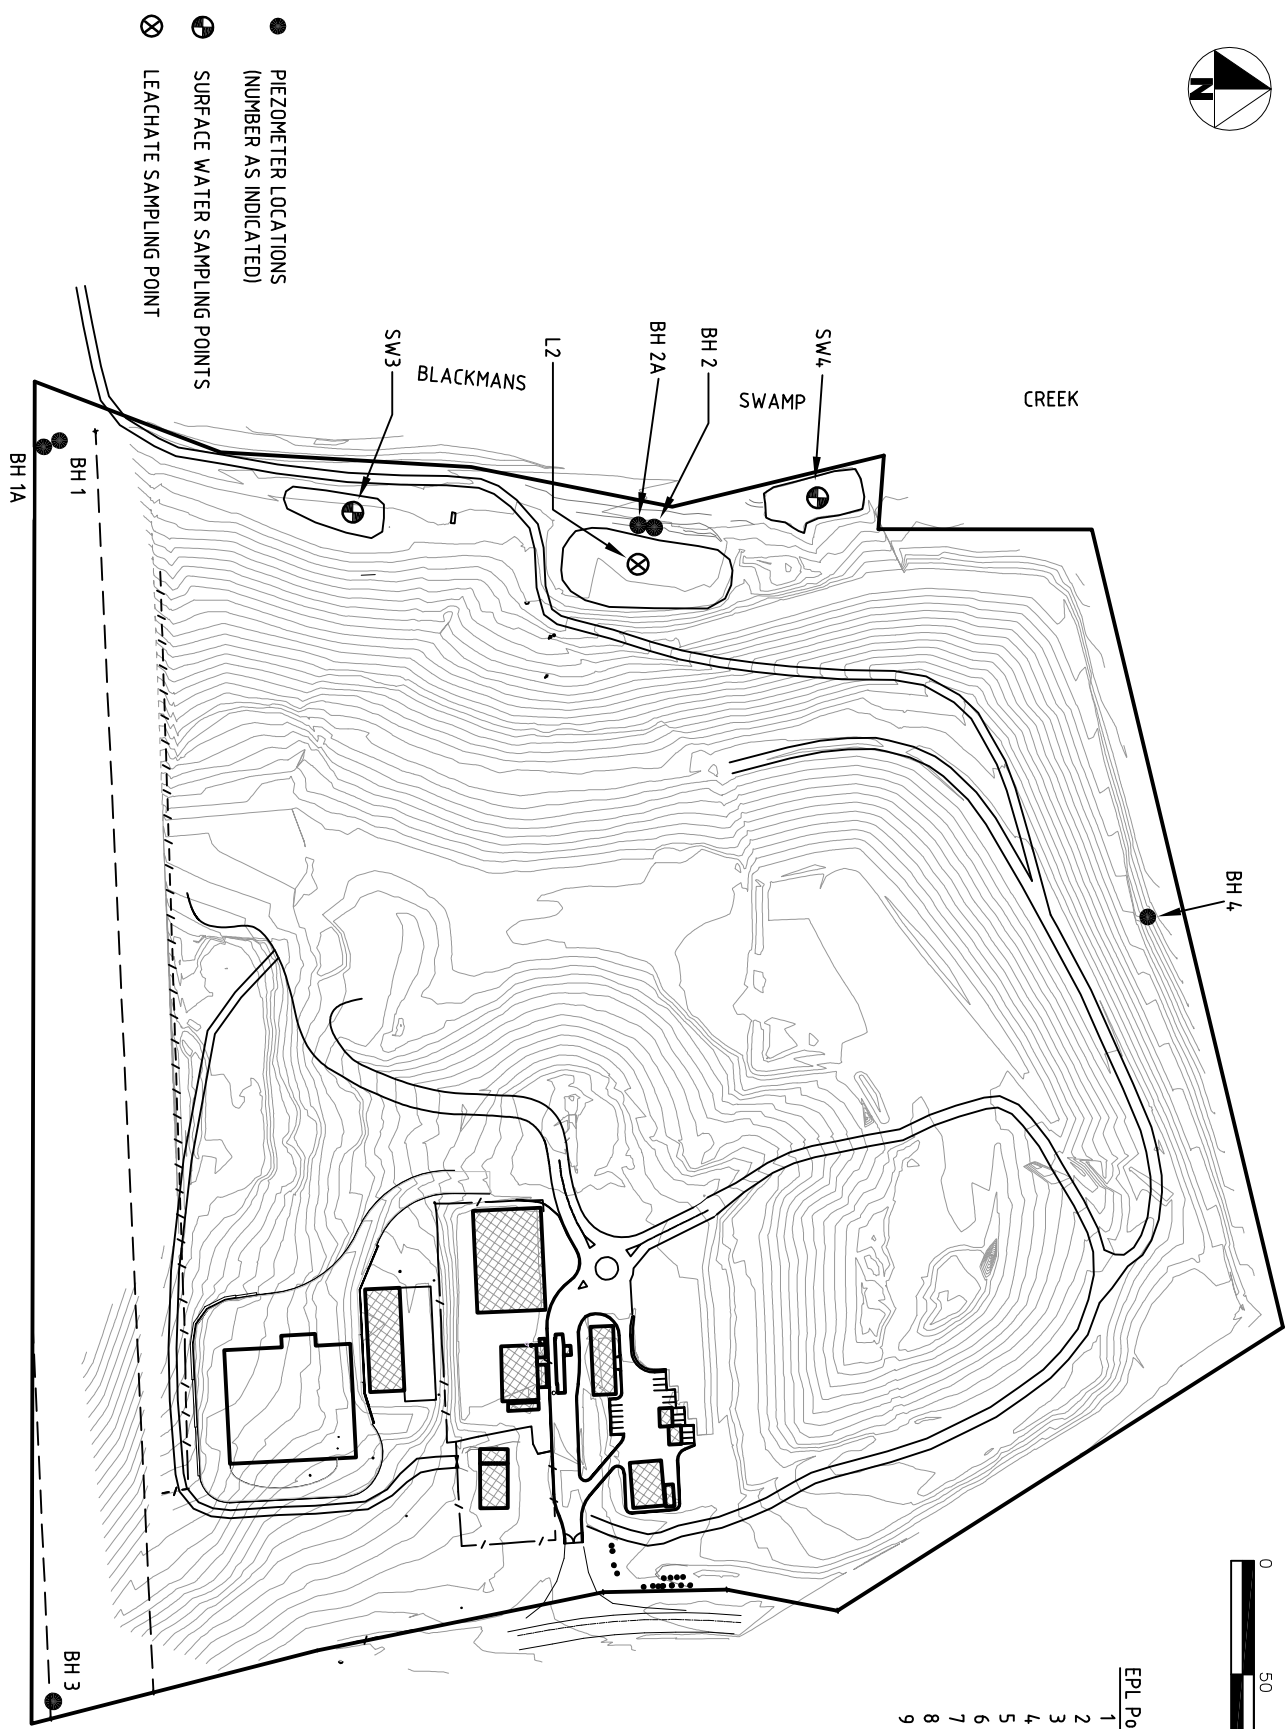 N
PIEZOMETER LOCATIONS
(NUMBER AS INDICATED)
SURFACE WATER SAMPLING POINTS
LEACHATE SAMPLING POINT
CREEK
SW4
SWAMP
BH 2
BH 2A
L2
BLACKMANS
SW3
BH 1
BH 1A
BH 4
BH 3
0
50
EPL Po
1
2
3
4
5
6
7
8
9